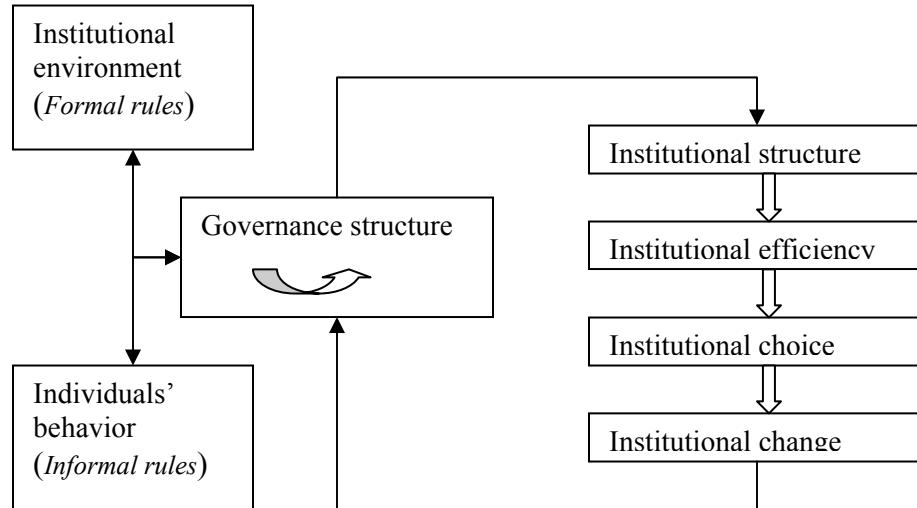 Institutional
environment
(Formal rules)
Governance structure
Individuals’
behavior
(Informal rules)
Institutional structure
Institutional efficiency
Institutional choice
Institutional change